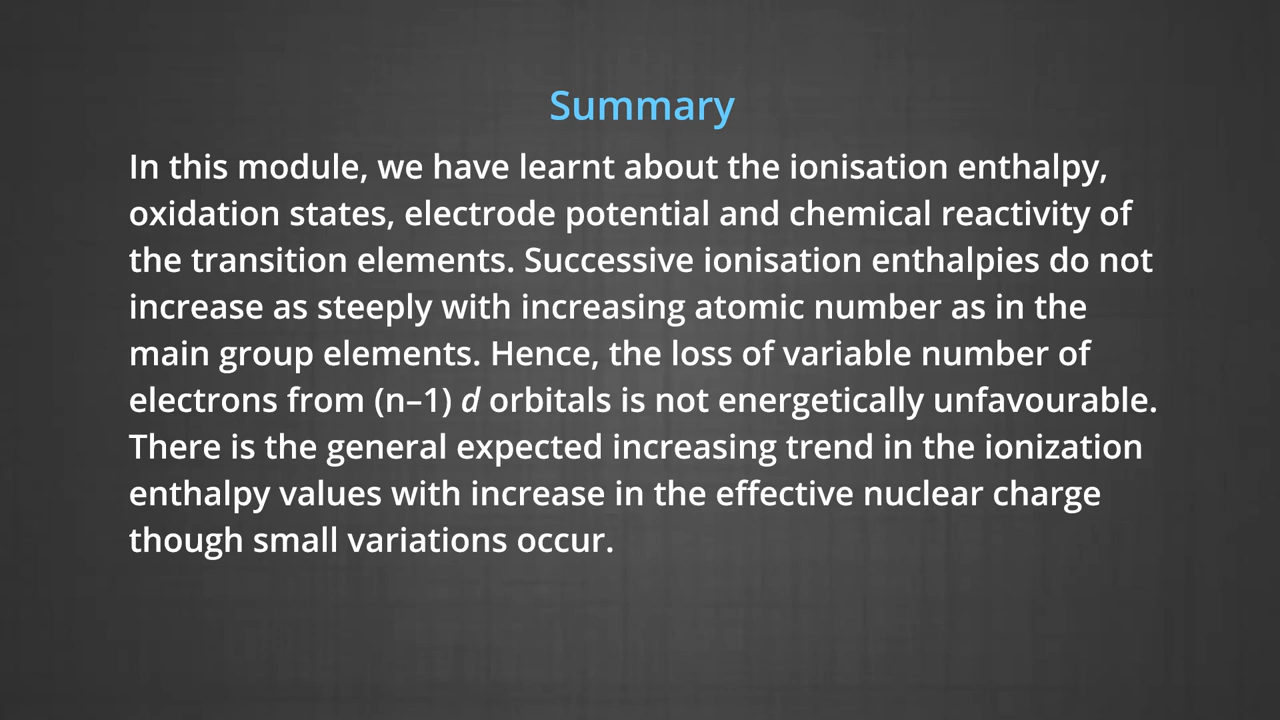 Summary
In this module, we have learnt about the ionisation enthalpy,
oxidation states, electrode potential and chemical reactivity of
the transition elements. Successive ionisation enthalpies do not
increase as steeply with increasing atomic number as in the
main group elements. Hence, the loss of variable number of
electrons from (n–1) d orbitals is not energetically unfavourable.
There is the general expected increasing trend in the ionization
enthalpy values with increase in the effective nuclear charge
though small variations occur.